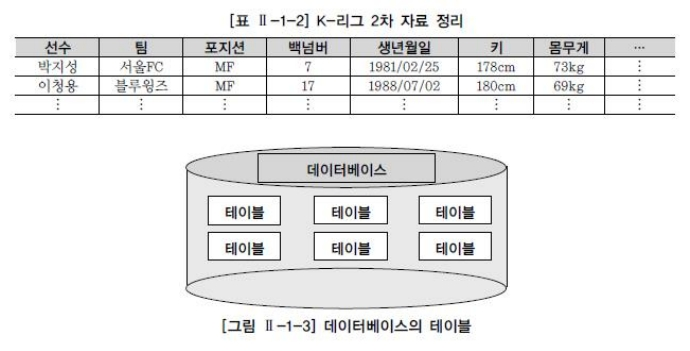 [표 Ⅱ-1-2] K-리그 2차 자료 정리
선수 팀 포지션 백넘버 생년월일 키 몸무게 …
박지성 서울FC MF 7 1981/02/25 178cm 73kg ⋮
이청용 블루윙즈 MF 17 1988/07/02 180cm 69kg ⋮
⋮ ⋮ ⋮ ⋮ ⋮ ⋮ ⋮ ⋮
데이터베이스
테이블 테이블 테이블
테이블 테이블 테이블
[그림 Ⅱ-1-3] 데이터베이스의 테이블